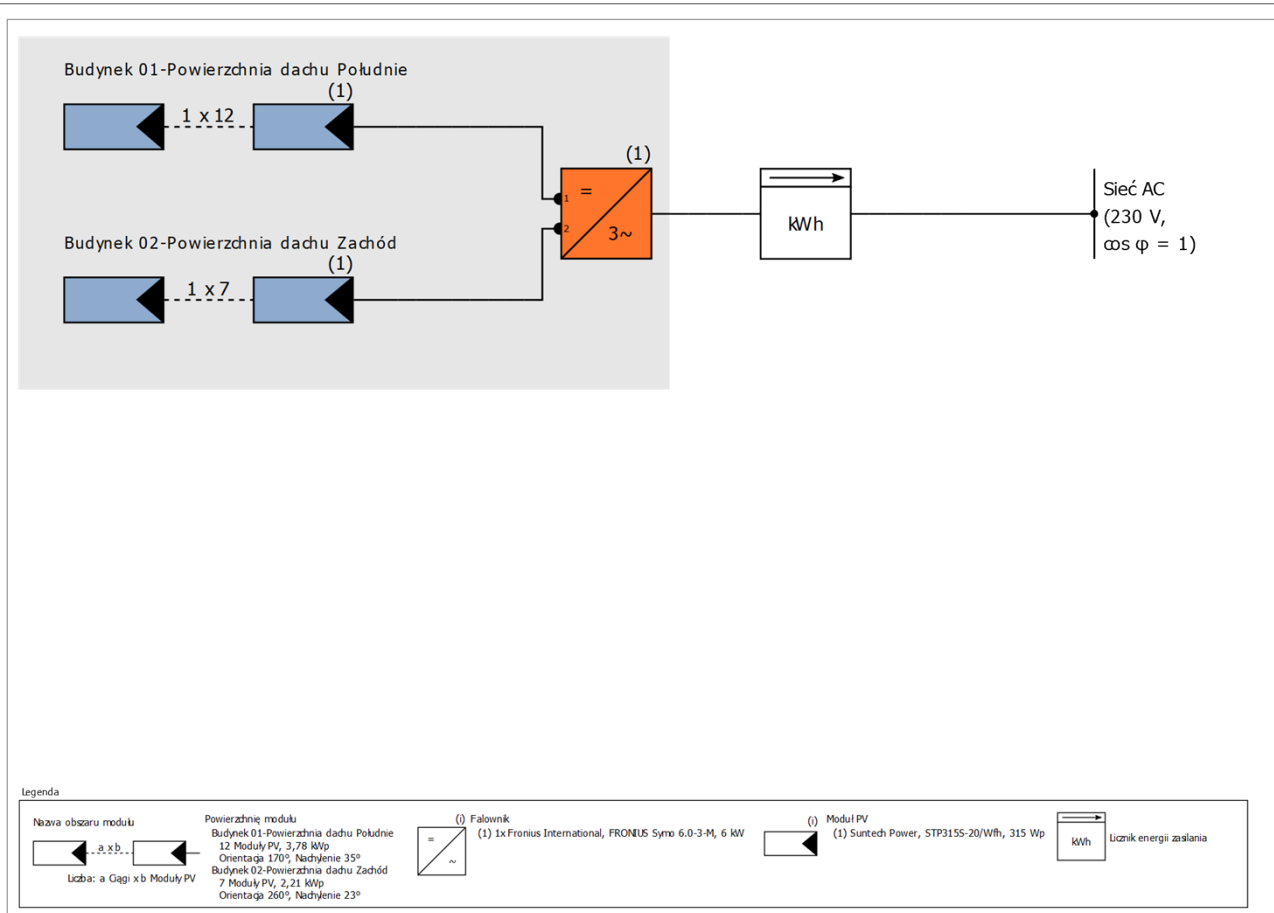 Budynek 01-Powierzchnia dachu Południe
(1)
1 x 12
(1)
=
1
2
3~
kWh
Sieć AC
(230 V,
cos φ = 1)
Budynek 02-Powierzchnia dachu Zachód
(1)
1 x 7
Legenda
Nazwa obszaru modułu
a x b
Liczba: a Ciągi x b Moduły PV
Powierzchnię modułu
Budynek 01-Powierzchnia dachu Południe
12 Moduły PV, 3,78 kWp
Orientacja 170°, Nachylenie 35°
Budynek 02-Powierzchnia dachu Zachód
7 Moduły PV, 2,21 kWp
Orientacja 260°, Nachylenie 23°
=
~
(i) Falownik
(1) 1x Fronius International, FRONIUS Symo 6.0-3-M, 6 kW
(i) Moduł PV
(1) Suntech Power, STP315S-20/Wfh, 315 Wp
kWh
Licznik energii zasilania